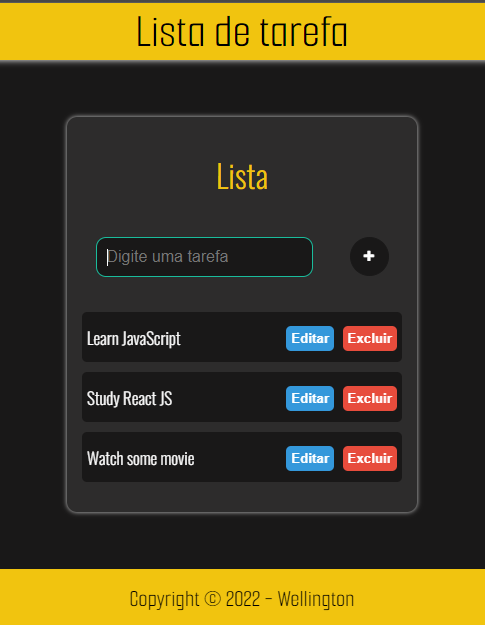 Lista de tarefa
Lista
Digite uma tarefa
+
Learn JavaScript Editar Excluir
Study React JS Editar Excluir
Watch some movie Editar Excluir
Copyright © 2022 - Wellington